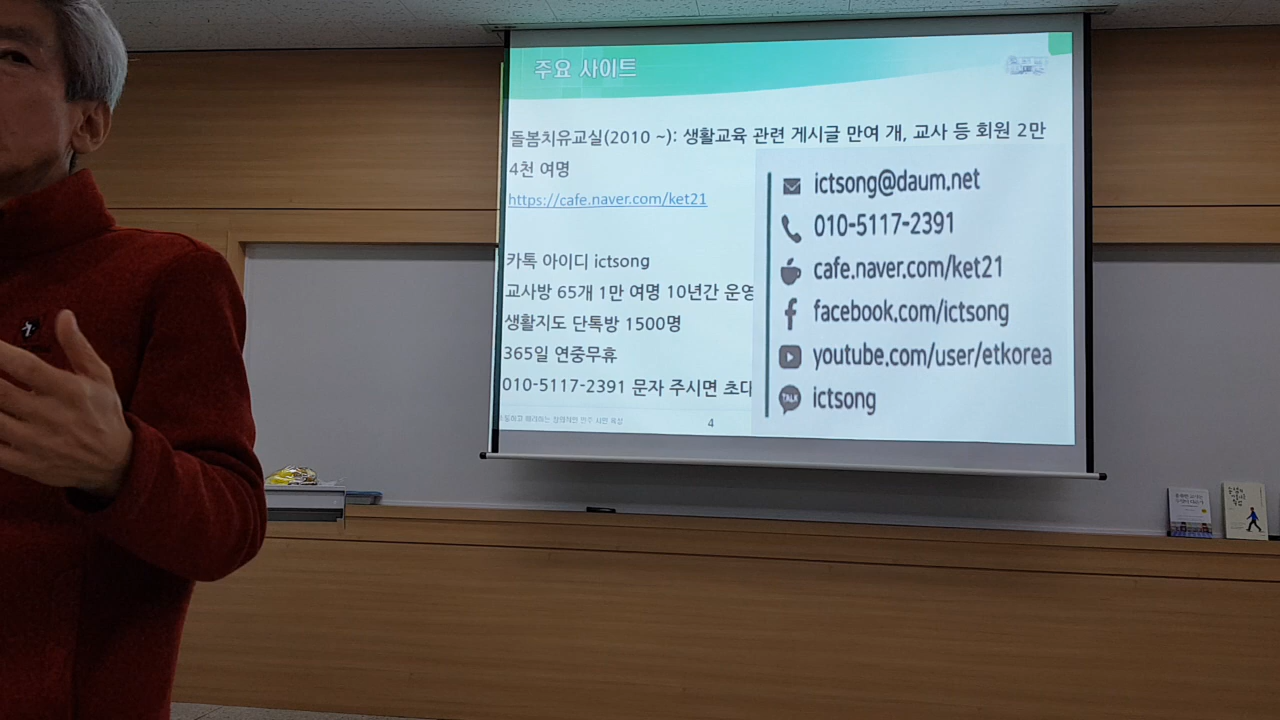 주요 사이트
돌봄치유교실(2010 ~): 생활교육 관련 게시글 만여 개, 교사 등 회원 2만
4천 여명
https://cafe.naver.com/ket21
카톡 아이디 ictsong
교사방 65개 1만 여명 10년간 운영
생활지도 단톡방 1500명
365일 연중무휴
010-5117-2391 문자 주시면 초대
ictsong@daum.net
010-5117-2391
cafe.naver.com/ket21
facebook.com/ictsong
youtube.com/user/etkorea
TALK
ictsong
4